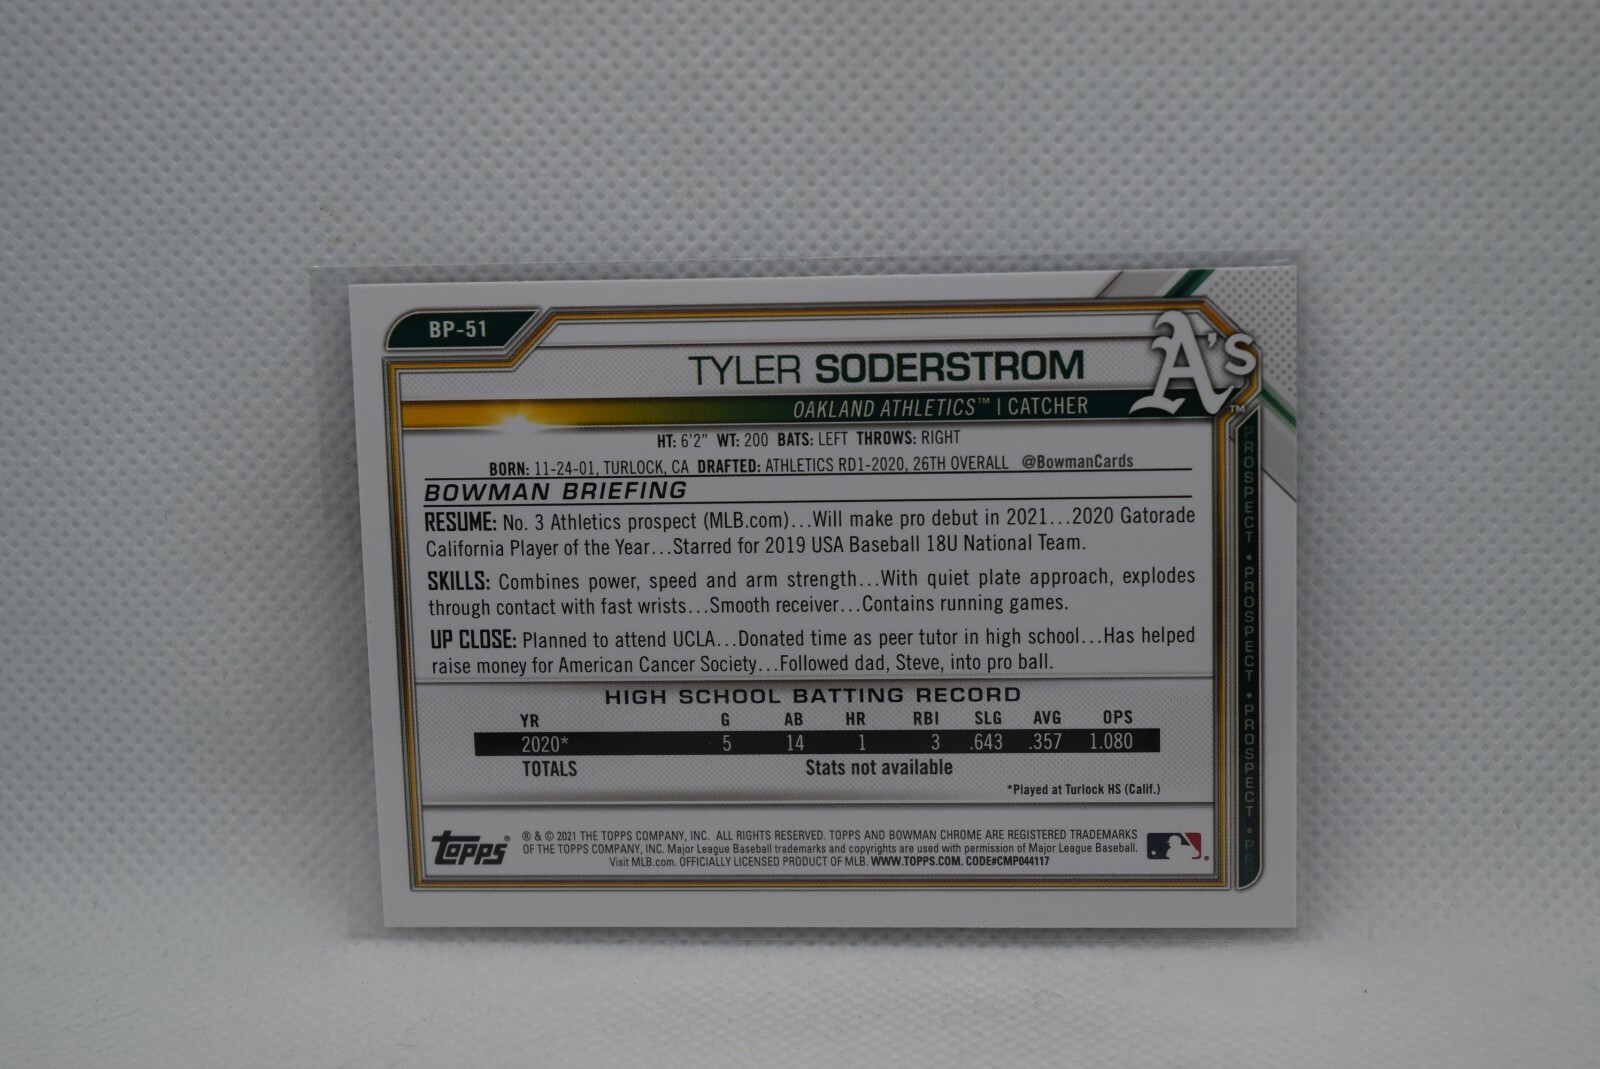 BP-51
TYLER SODERSTROM
A's™
OAKLAND ATHLETICS™ | CATCHER
HT: 6'2" WT: 200 BATS: LEFT THROWS: RIGHT
BORN: 11-24-01, TURLOCK, CA DRAFTED: ATHLETICS RD1-2020, 26TH OVERALL @BowmanCards
BOWMAN BRIEFING
RESUME: No. 3 Athletics prospect (MLB.com)...Will make pro debut in 2021...2020 Gatorade
California Player of the Year...Starred for 2019 USA Baseball 18U National Team.
SKILLS: Combines power, speed and arm strength...With quiet plate approach, explodes
through contact with fast wrists...Smooth receiver...Contains running games.
UP CLOSE: Planned to attend UCLA...Donated time as peer tutor in high school...Has helped
raise money for American Cancer Society...Followed dad, Steve, into pro ball.
HIGH SCHOOL BATTING RECORD
YR G AB HR RBI SLG AVG OPS
2020* 5 14 1 3 .643 .357 1.080
TOTALS Stats not available
*Played at Turlock HS (Calif.)
topps®
® & © 2021 THE TOPPS COMPANY, INC. ALL RIGHTS RESERVED. TOPPS AND BOWMAN CHROME ARE REGISTERED TRADEMARKS
OF THE TOPPS COMPANY, INC. Major League Baseball trademarks and copyrights are used with permission of Major League Baseball.
Visit MLB.com. OFFICIALLY LICENSED PRODUCT OF MLB. WWW.TOPPS.COM. CODE#CMP044117
PROSPECT • PROSPECT • PROSPECT • PR